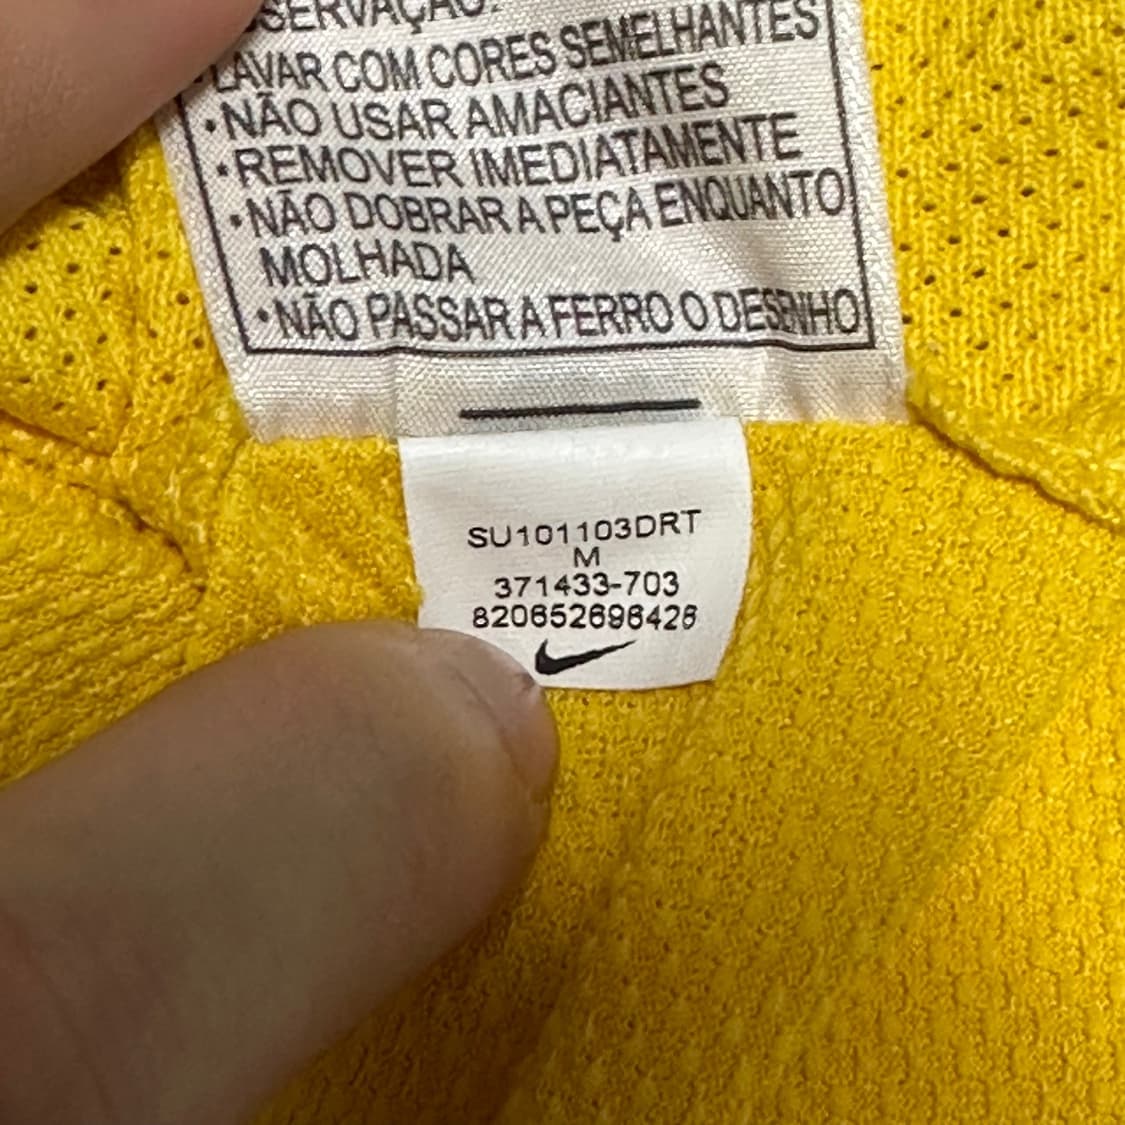 SERVAÇÃO:
LAVAR COM CORES SEMELHANTES
•NÃO USAR AMACIANTES
•REMOVER IMEDIATAMENTE
•NÃO DOBRAR A PEÇA ENQUANTO
MOLHADA
•NÃO PASSAR A FERRO O DESENHO
SU101103DRT
M
371433-703
820652696426